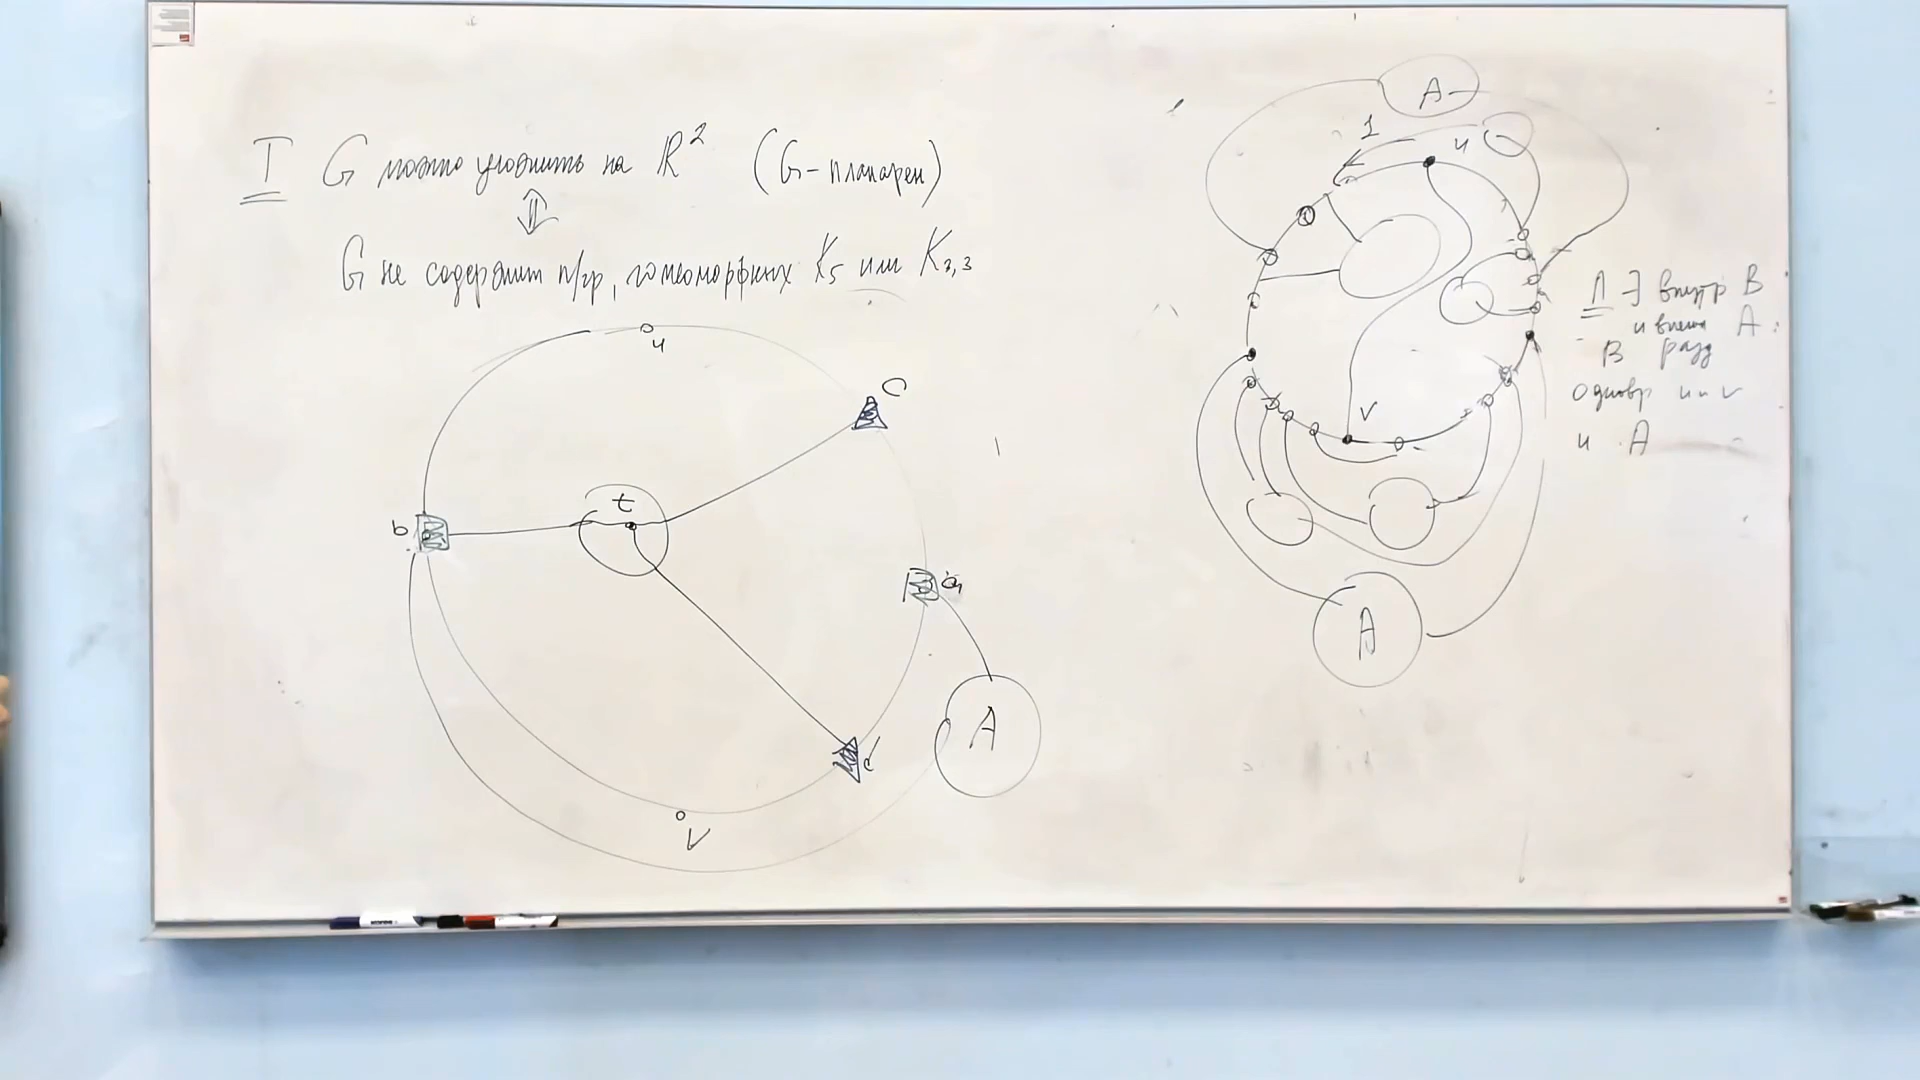 T G можно уложить на R² (G - планарен)
⇕
G не содержит п/гр, гомеоморфных K₅ или K₃,₃
u
c
b
t
a
A
d
v
A
1
u
v
A
Л ∃ внутр B
и внеш A:
B разд
одновр u и v
и A